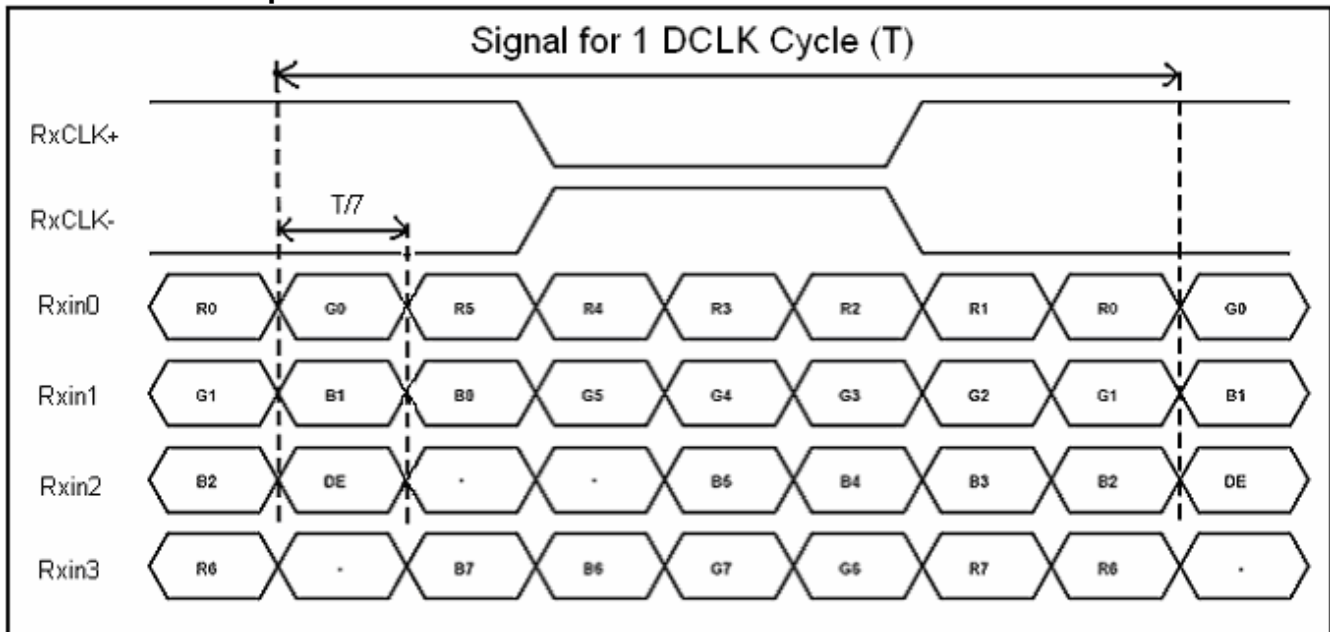 Signal for 1 DCLK Cycle (T)
RxCLK+
T/7
RxCLK-
Rxin0 R0 G0 R5 R4 R3 R2 R1 R0 G0
Rxin1 G1 B1 B0 G5 G4 G3 G2 G1 B1
Rxin2 B2 DE - - B5 B4 B3 B2 DE
Rxin3 R6 - B7 B6 G7 G6 R7 R6 -